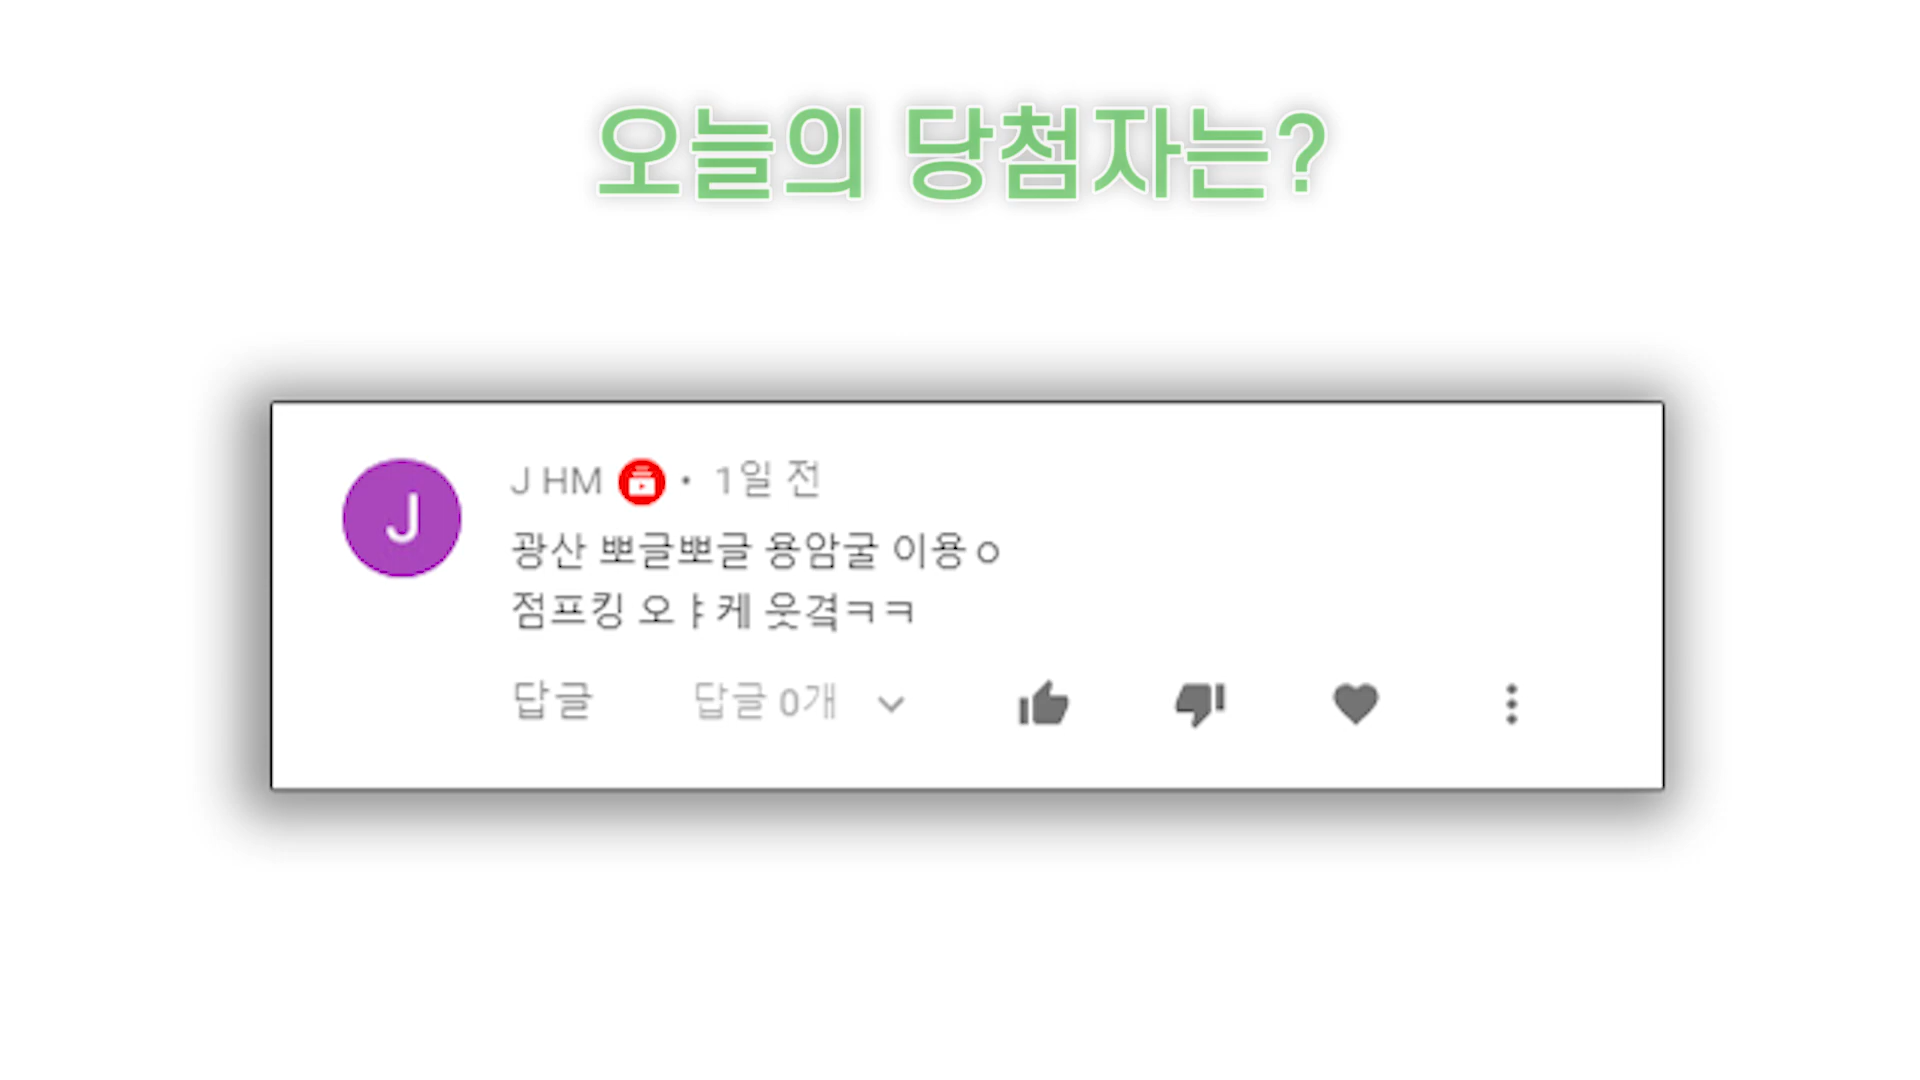 오늘의 당첨자는?
J
J HM • 1일 전
광산 뽀글뽀글 용암굴 이용ㅇ
점프킹 오ㅑ케 웃겨ㅋㅋ
답글 답글 0개